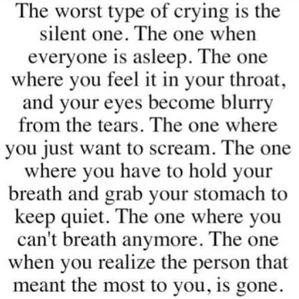 The worst type of crying is the
silent one. The one when
everyone is asleep. The one
where you feel it in your throat,
and your eyes become blurry
from the tears. The one where
you just want to scream. The one
where you have to hold your
breath and grab your stomach to
keep quiet. The one where you
can't breath anymore. The one
when you realize the person that
meant the most to you, is gone.